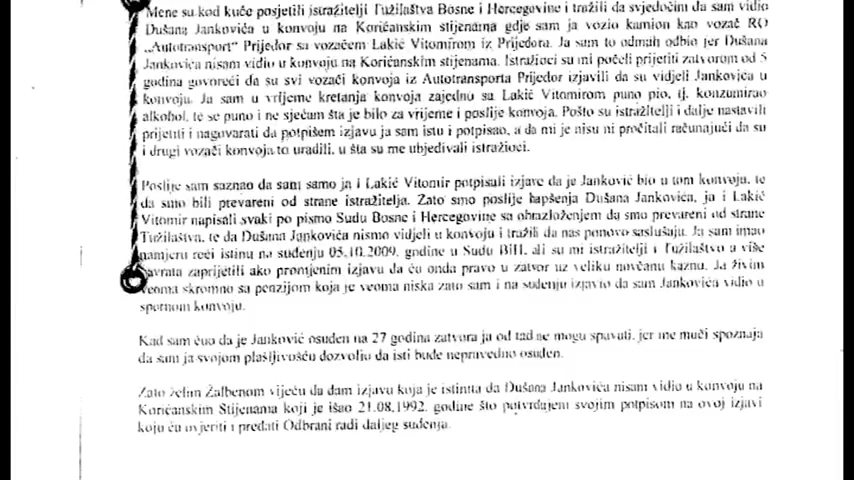 Mene su kod kuće posjetili istražitelji Tužilaštva Bosne i Hercegovine i tražili da svjedočim da sam vidio
Dušana Jankovića u konvoju na Korićanskim stijenama gdje sam ja vozio kamion kao vozač RO
„Autotransport“ Prijedor sa vozačem Lakić Vitomirom iz Prijedora. Ja sam to odmah odbio jer Dušana
Jankovića nisam vidio u konvoju na Korićanskim stijenama. Istražioci su mi počeli prijetiti zatvorom od 5
godina govoreći da su svi vozači konvoja iz Autotransporta Prijedor izjavili da su vidjeli Jankovića u
konvoju. Ja sam u vrijeme kretanja konvoja zajedno sa Lakić Vitomirom puno pio, tj. konzumirao
alkohol, te se puno i ne sjećam šta je bilo za vrijeme i poslije konvoja. Pošto su istražitelji i dalje nastavili
prijetiti i nagovarati da potpišem izjavu ja sam istu i potpisao, a da mi je nisu ni pročitali računajući da su
i drugi vozači konvoja to uradili, u šta su me ubjeđivali istražioci.
Poslije sam saznao da smo samo ja i Lakić Vitomir potpisali izjave da je Janković bio u tom konvoju, te
da smo bili prevareni od strane istražitelja. Zato smo poslije hapšenja Dušana Jankovića, ja i Lakić
Vitomir napisali svaki po pismo Sudu Bosne i Hercegovine sa obrazloženjem da smo prevareni od strane
Tužilaštva, te da Dušana Jankovića nismo vidjeli u konvoju i tražili da nas ponovo saslušaju. Ja sam imao
namjeru reći istinu na suđenju 05.10.2009. godine u Sudu BiH, ali su mi istražitelji i Tužilaštvo u više
navrata zaprijetili ako promjenim izjavu da ću onda pravo u zatvor uz veliku novčanu kaznu. Ja živim
veoma skromno sa penzijom koja je veoma niska zato sam i na suđenju izjavio da sam Jankovića vidio u
spornom konvoju.
Kad sam čuo da je Janković osuđen na 27 godina zatvora ja od tad ne mogu spavati, jer me muči spoznaja
da sam ja svojom plašljivošću dozvolio da isti bude nepravedno osuđen.
Zato želim Žalbenom vijeću da dam izjavu koja je istinita da Dušana Jankovića nisam vidio u konvoju na
Korićanskim Stijenama koji je išao 21.08.1992. godine što potvrđujem svojim potpisom na ovoj izjavi
koju ću ovjeriti i predati Odbrani radi daljeg suđenja.